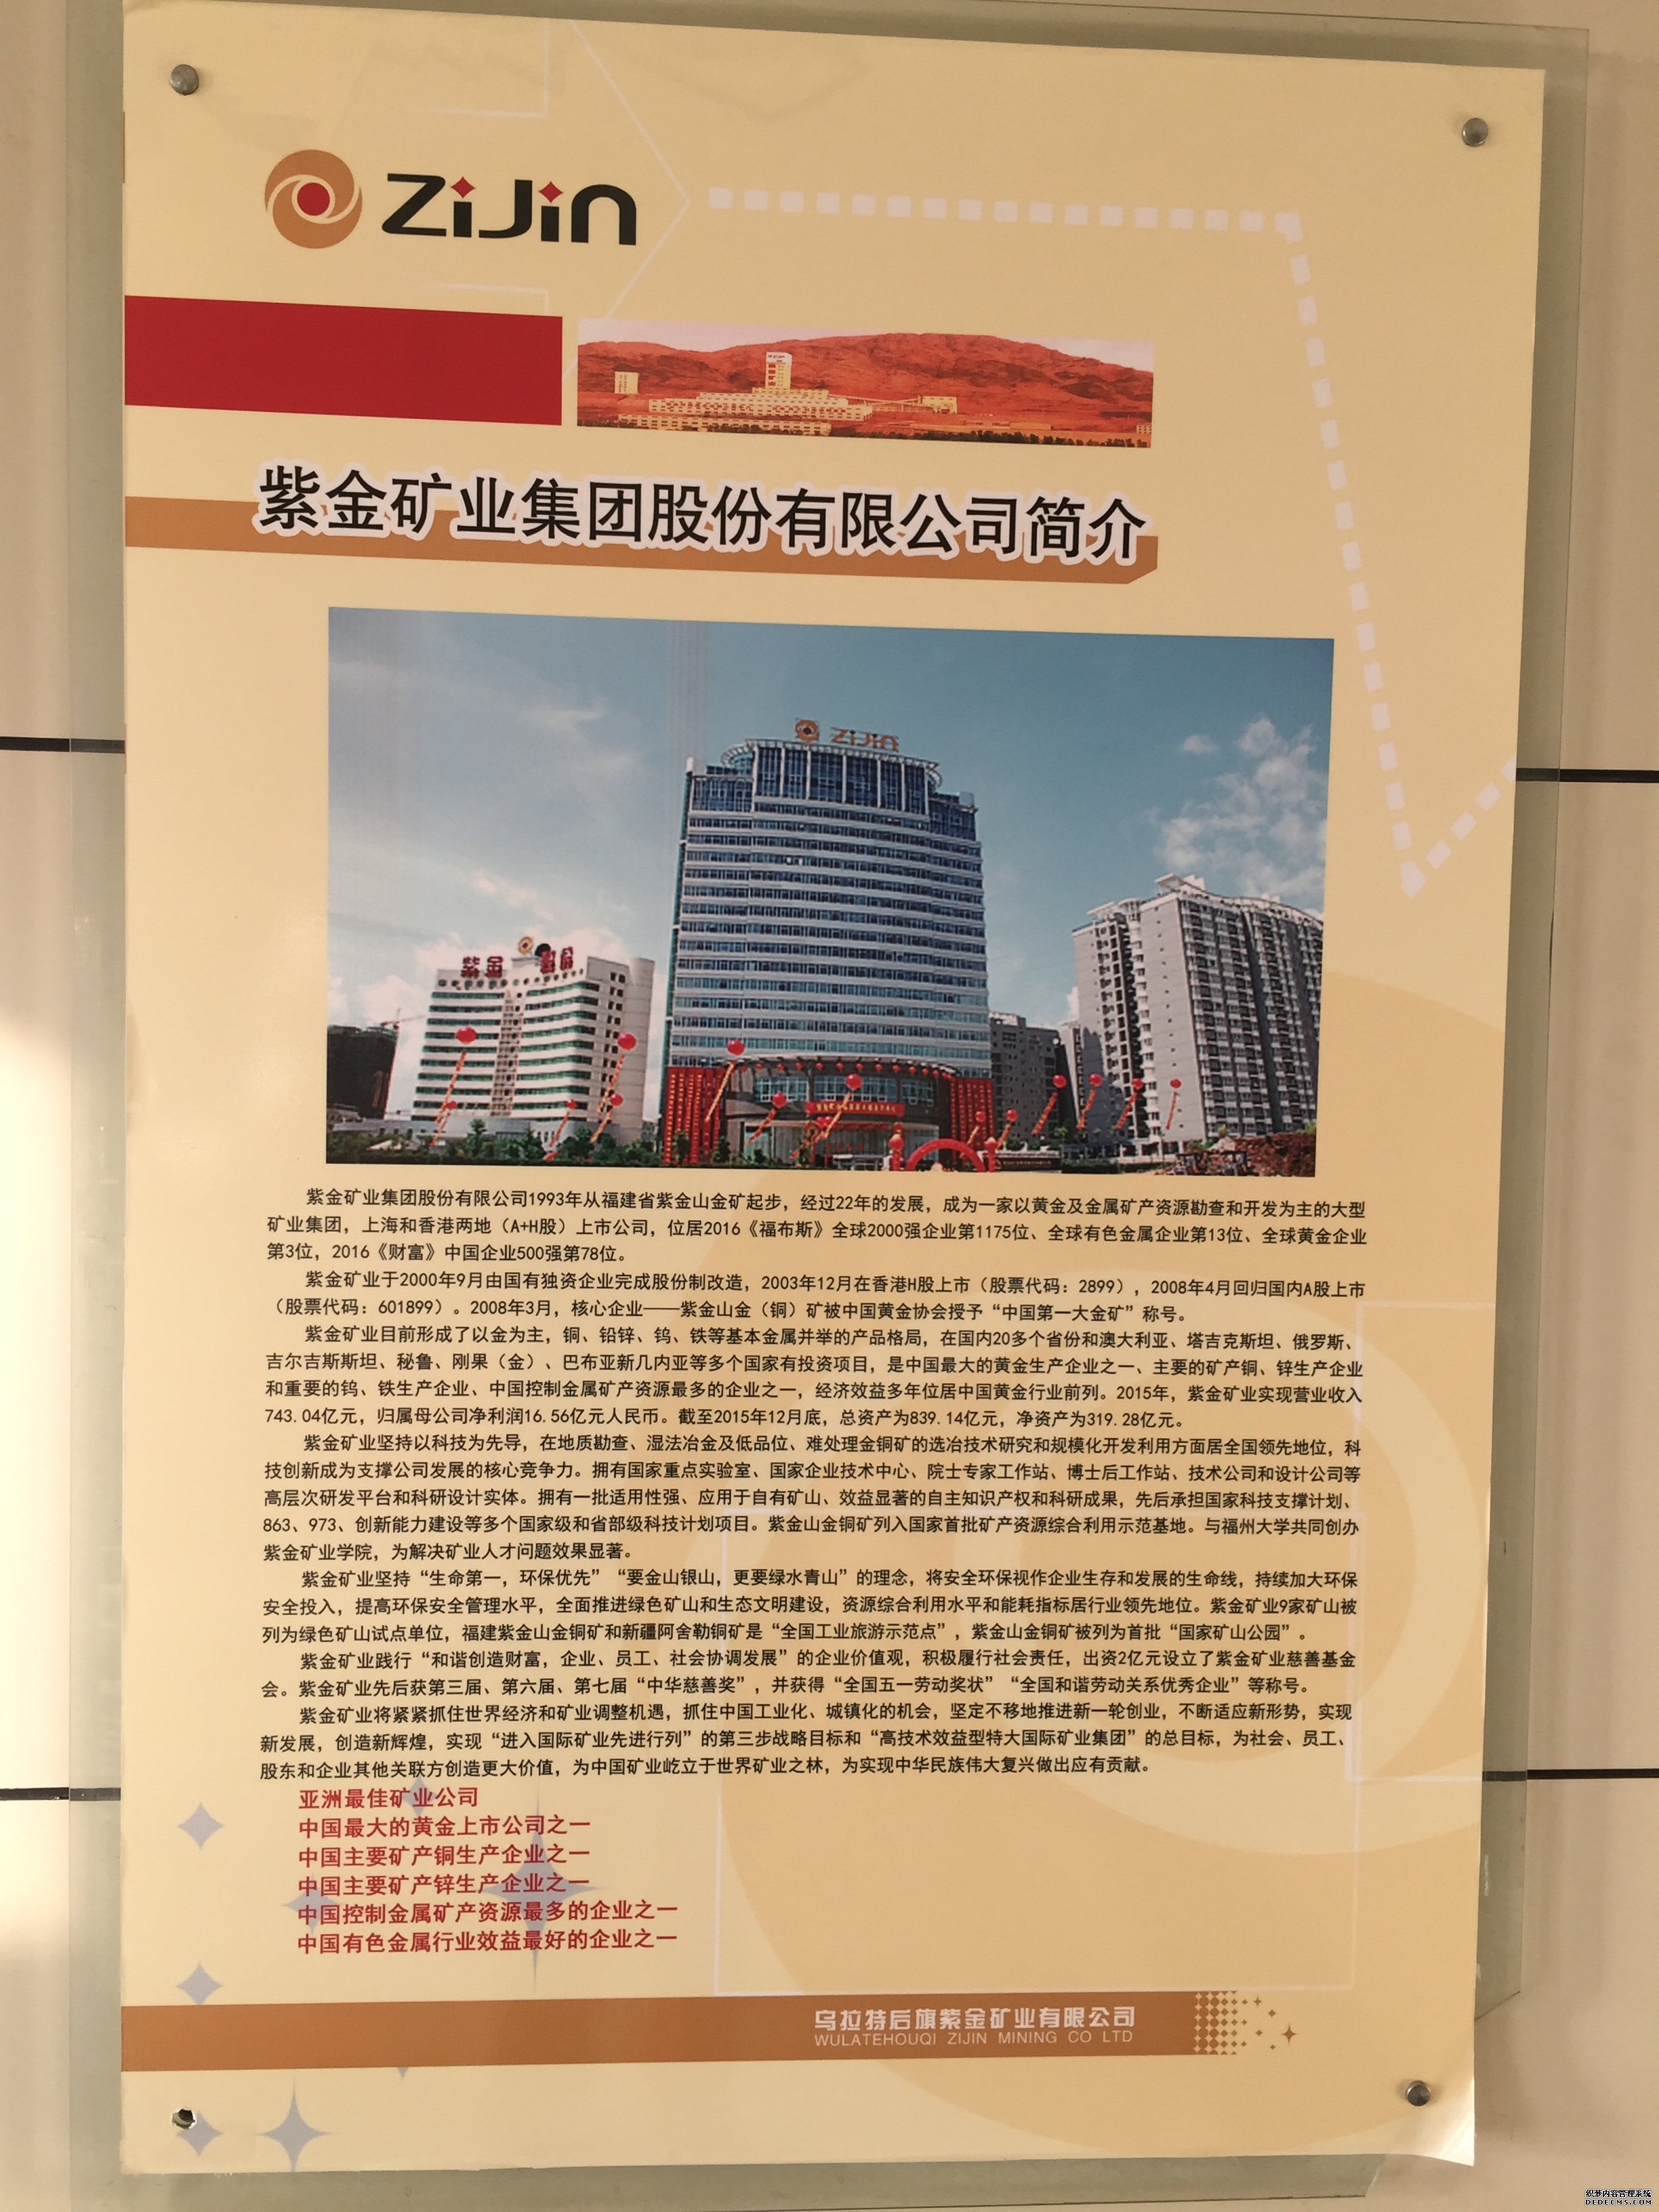 ZiJin
紫金矿业集团股份有限公司简介
ZiJin
紫金
紫金矿业集团股份有限公司1993年从福建省紫金山金矿起步，经过22年的发展，成为一家以黄金及金属矿产资源勘查和开发为主的大型
矿业集团，上海和香港两地（A+H股）上市公司，位居2016《福布斯》全球2000强企业第1175位、全球有色金属企业第13位、全球黄金企业
第3位，2016《财富》中国企业500强第78位。
紫金矿业于2000年9月由国有独资企业完成股份制改造，2003年12月在香港H股上市（股票代码：2899），2008年4月回归国内A股上市
（股票代码：601899）。2008年3月，核心企业——紫金山金（铜）矿被中国黄金协会授予“中国第一大金矿”称号。
紫金矿业目前形成了以金为主，铜、铅锌、钨、铁等基本金属并举的产品格局，在国内20多个省份和澳大利亚、塔吉克斯坦、俄罗斯、
吉尔吉斯斯坦、秘鲁、刚果（金）、巴布亚新几内亚等多个国家有投资项目，是中国最大的黄金生产企业之一、主要的矿产铜、锌生产企业
和重要的钨、铁生产企业、中国控制金属矿产资源最多的企业之一，经济效益多年位居中国黄金行业前列。2015年，紫金矿业实现营业收入
743.04亿元，归属母公司净利润16.56亿元人民币。截至2015年12月底，总资产为839.14亿元，净资产为319.28亿元。
紫金矿业坚持以科技为先导，在地质勘查、湿法冶金及低品位、难处理金铜矿的选冶技术研究和规模化开发利用方面居全国领先地位，科
技创新成为支撑公司发展的核心竞争力。拥有国家重点实验室、国家企业技术中心、院士专家工作站、博士后工作站、技术公司和设计公司等
高层次研发平台和科研设计实体。拥有一批适用性强、应用于自有矿山、效益显著的自主知识产权和科研成果，先后承担国家科技支撑计划、
863、973、创新能力建设等多个国家级和省部级科技计划项目。紫金山金铜矿列入国家首批矿产资源综合利用示范基地。与福州大学共同创办
紫金矿业学院，为解决矿业人才问题效果显著。
紫金矿业坚持“生命第一，环保优先”“要金山银山，更要绿水青山”的理念，将安全环保视作企业生存和发展的生命线，持续加大环保
安全投入，提高环保安全管理水平，全面推进绿色矿山和生态文明建设，资源综合利用水平和能耗指标居行业领先地位。紫金矿业9家矿山被
列为绿色矿山试点单位，福建紫金山金铜矿和新疆阿舍勒铜矿是“全国工业旅游示范点”，紫金山金铜矿被列为首批“国家矿山公园”。
紫金矿业践行“和谐创造财富，企业、员工、社会协调发展”的企业价值观，积极履行社会责任，出资2亿元设立了紫金矿业慈善基金
会。紫金矿业先后获第三届、第六届、第七届“中华慈善奖”，并获得“全国五一劳动奖状”“全国和谐劳动关系优秀企业”等称号。
紫金矿业将紧紧抓住世界经济和矿业调整机遇，抓住中国工业化、城镇化的机会，坚定不移地推进新一轮创业，不断适应新形势，实现
新发展，创造新辉煌，实现“进入国际矿业先进行列”的第三步战略目标和“高技术效益型特大国际矿业集团”的总目标，为社会、员工、
股东和企业其他关联方创造更大价值，为中国矿业屹立于世界矿业之林，为实现中华民族伟大复兴做出应有贡献。
亚洲最佳矿业公司
中国最大的黄金上市公司之一
中国主要矿产铜生产企业之一
中国主要矿产锌生产企业之一
中国控制金属矿产资源最多的企业之一
中国有色金属行业效益最好的企业之一
乌拉特后旗紫金矿业有限公司
WULATEHOUQI ZIJIN MINING CO LTD
织梦内容管理系统
DEDECMS.COM